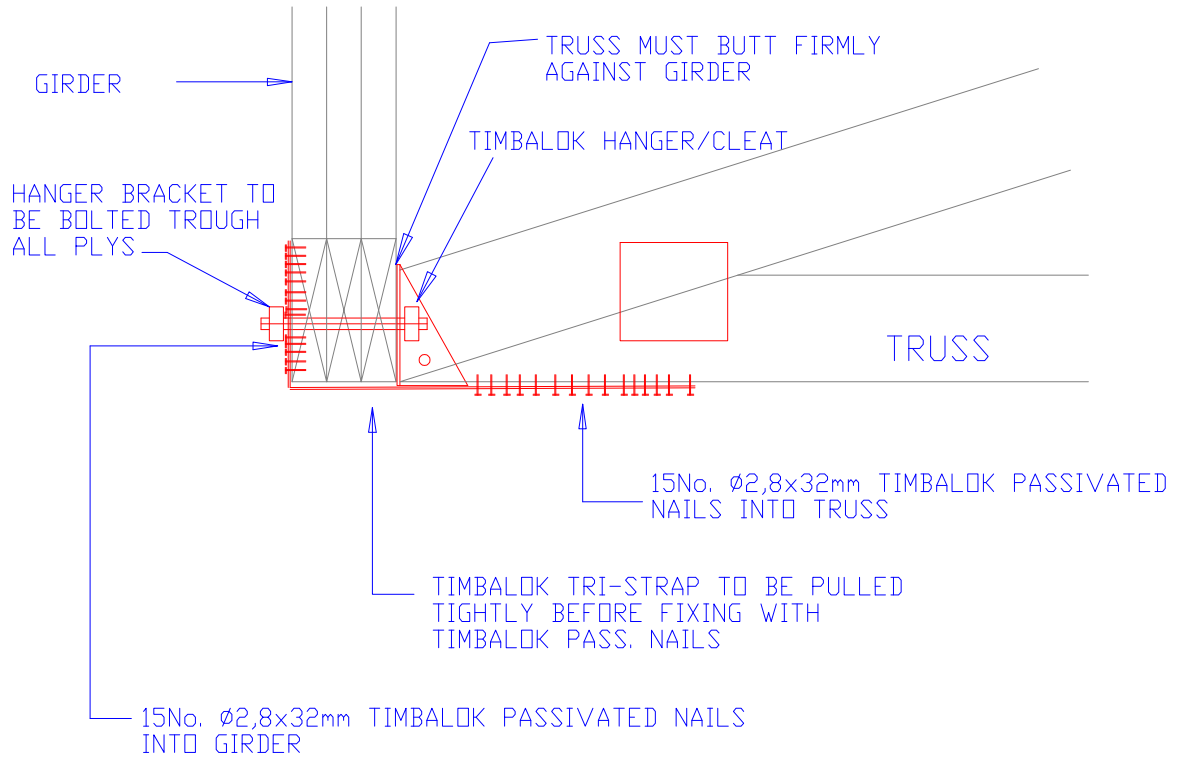 TRUSS MUST BUTT FIRMLY
AGAINST GIRDER
GIRDER
TIMBALOK HANGER/CLEAT
HANGER BRACKET TO
BE BOLTED TROUGH
ALL PLYS
TRUSS
15No. Ø2,8x32mm TIMBALOK PASSIVATED
NAILS INTO TRUSS
TIMBALOK TRI-STRAP TO BE PULLED
TIGHTLY BEFORE FIXING WITH
TIMBALOK PASS. NAILS
15No. Ø2,8x32mm TIMBALOK PASSIVATED NAILS
INTO GIRDER